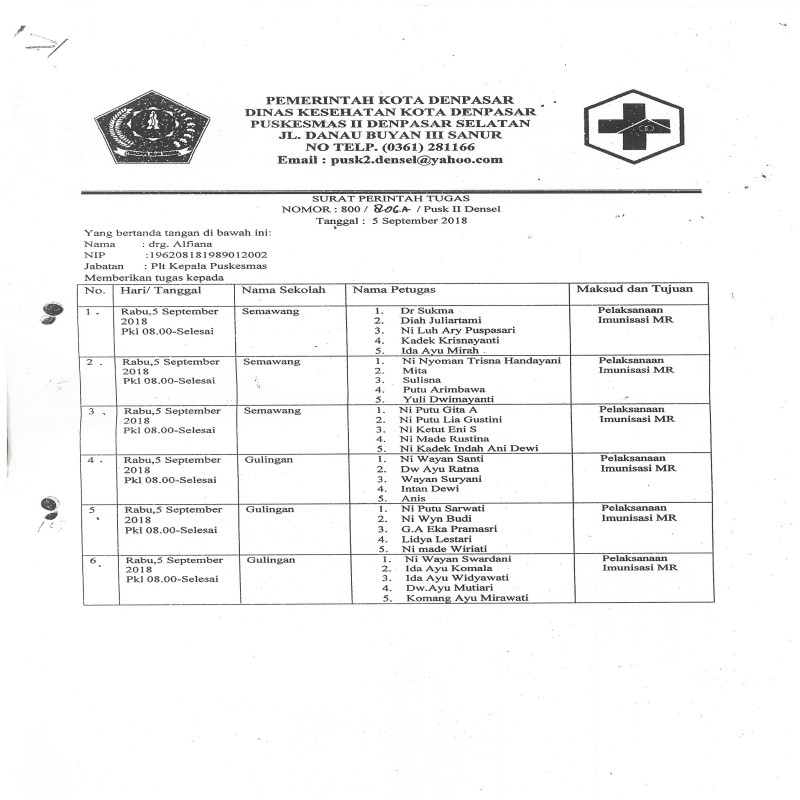 PEMERINTAH KOTA DENPASAR
DINAS KESEHATAN KOTA DENPASAR
PUSKESMAS II DENPASAR SELATAN
JL. DANAU BUYAN III SANUR
NO TELP. (0361) 281166
Email : pusk2.densel@yahoo.com
SURAT PERINTAH TUGAS
NOMOR : 800 / 806.A / Pusk II Densel
Tanggal : 5 September 2018
Yang bertanda tangan di bawah ini:
Nama : drg. Alfiana
NIP :196208181989012002
Jabatan : Plt Kepala Puskesmas
Memberikan tugas kepada
No. Hari/ Tanggal Nama Sekolah Nama Petugas Maksud dan Tujuan
1. Rabu,5 September Semawang 1. Dr Sukma Pelaksanaan
2018 2. Diah Juliartami Imunisasi MR
Pkl 08.00-Selesai 3. Ni Luh Ary Puspasari
4. Kadek Krisnayanti
5. Ida Ayu Mirah
2. Rabu,5 September Semawang 1. Ni Nyoman Trisna Handayani Pelaksanaan
2018 2. Mita Imunisasi MR
Pkl 08.00-Selesai 3. Sulisna
4. Putu Arimbawa
5. Yuli Dwimayanti
3. Rabu,5 September Semawang 1. Ni Putu Gita A Pelaksanaan
2018 2. Ni Putu Lia Gustini Imunisasi MR
Pkl 08.00-Selesai 3. Ni Ketut Eni S
4. Ni Made Rustina
5. Ni Kadek Indah Ani Dewi
4. Rabu,5 September Gulingan 1. Ni Wayan Santi Pelaksanaan
2018 2. Dw Ayu Ratna Imunisasi MR
Pkl 08.00-Selesai 3. Wayan Suryani
4. Intan Dewi
5. Anis
5. Rabu,5 September Gulingan 1. Ni Putu Sarwati Pelaksanaan
2018 2. Ni Wyn Budi Imunisasi MR
Pkl 08.00-Selesai 3. G.A Eka Pramasri
4. Lidya Lestari
5. Ni made Wiriati
6. Rabu,5 September Gulingan 1. Ni Wayan Swardani Pelaksanaan
2018 2. Ida Ayu Komala Imunisasi MR
Pkl 08.00-Selesai 3. Ida Ayu Widyawati
4. Dw.Ayu Mutiari
5. Komang Ayu Mirawati